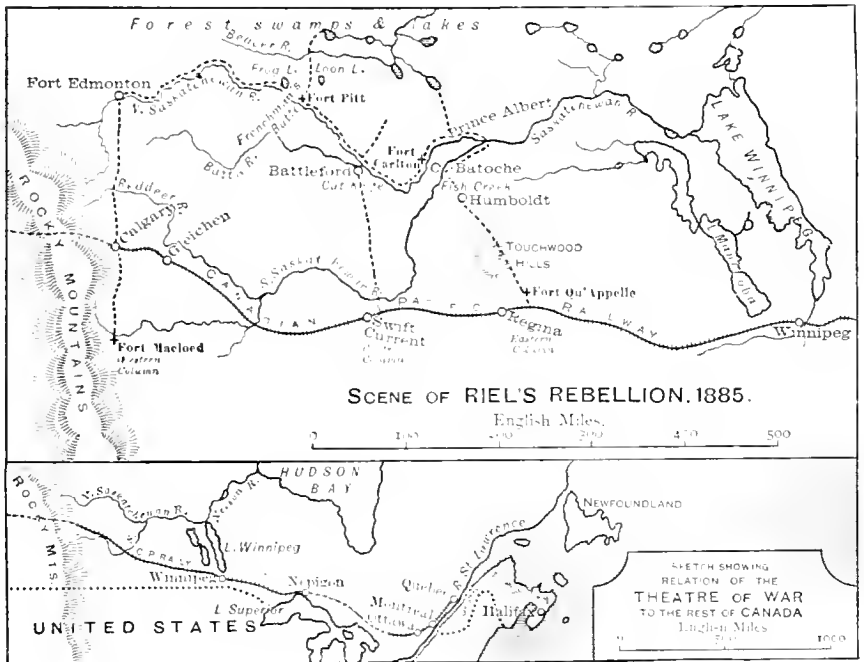 Forest swamps & lakes
Beaver R.
Frog L.
Loon L.
Fort Edmonton
N. Saskatchewan R.
Fort Pitt
Frenchman's
Butte
Battle R.
Prince Albert
Saskatchewan R.
Fort
Carlton
Battleford
Cut Knife
Batoche
Fish Creek
Humboldt
LAKE WINNIPEG
L. Manitoba
ROCKY MOUNTAINS
Red deer R.
Calgary
Gleichen
TOUCHWOOD
HILLS
S. Saskatchewan R.
Fort Qu'Appelle
CANADIAN PACIFIC RAILWAY
Swift
Current
Column
Regina
Eastern
Column
Winnipeg
Fort Macloed
Western
Column
SCENE OF RIEL'S REBELLION. 1885.
English Miles.
0 100 200 300 400 500
HUDSON
BAY
ROCKY MTS.
N. Saskatchewan R.
Nelson R.
NEWFOUNDLAND
L. Winnipeg
C. P. RAILY
R. St. Lawrence
Winnipeg
Nepigon
Quebec
Montreal
Ottawa
Halifax
L. Superior
UNITED STATES
SKETCH SHOWING
RELATION OF THE
THEATRE OF WAR
TO THE REST OF CANADA
English Miles
0 500 1000